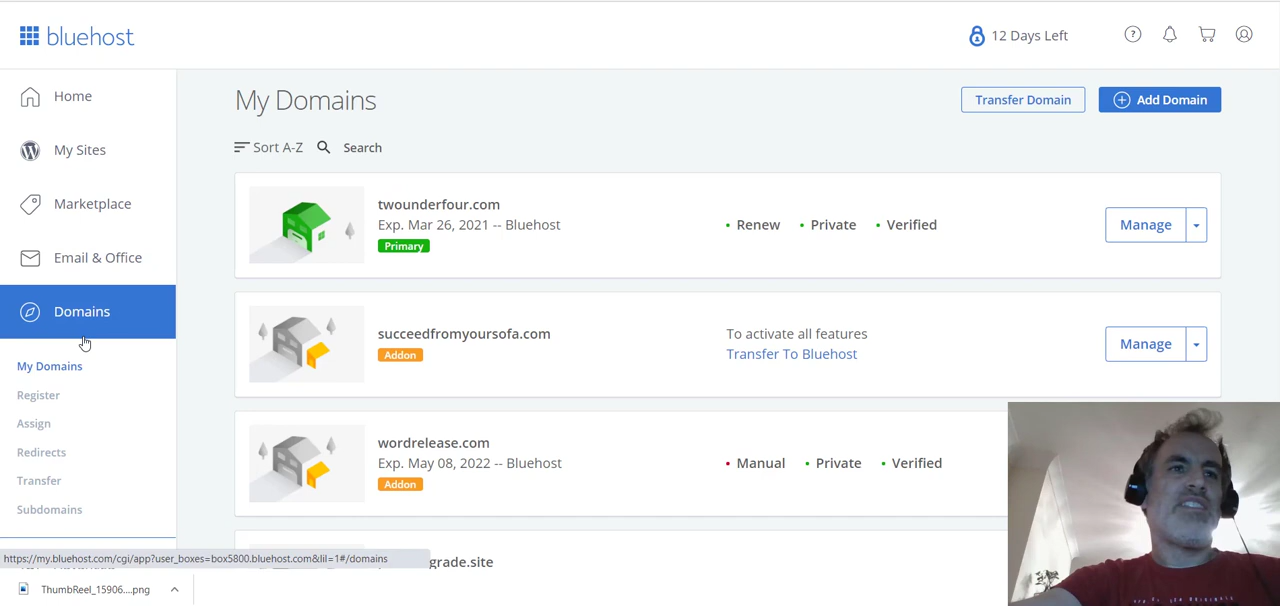 bluehost
12 Days Left
Home
My Sites
Marketplace
Email & Office
Domains
My Domains
Register
Assign
Redirects
Transfer
Subdomains
My Domains
Transfer Domain
Add Domain
Sort A-Z
Search
twounderfour.com
Exp. Mar 26, 2021 -- Bluehost
Primary
Renew
Private
Verified
Manage
succeedfromyoursofa.com
Addon
To activate all features
Transfer To Bluehost
Manage
wordrelease.com
Exp. May 08, 2022 -- Bluehost
Addon
Manual
Private
Verified
grade.site
https://my.bluehost.com/cgi/app?user_boxes=box5800.bluehost.com&lil=1#/domains
ThumbReel_15906....png